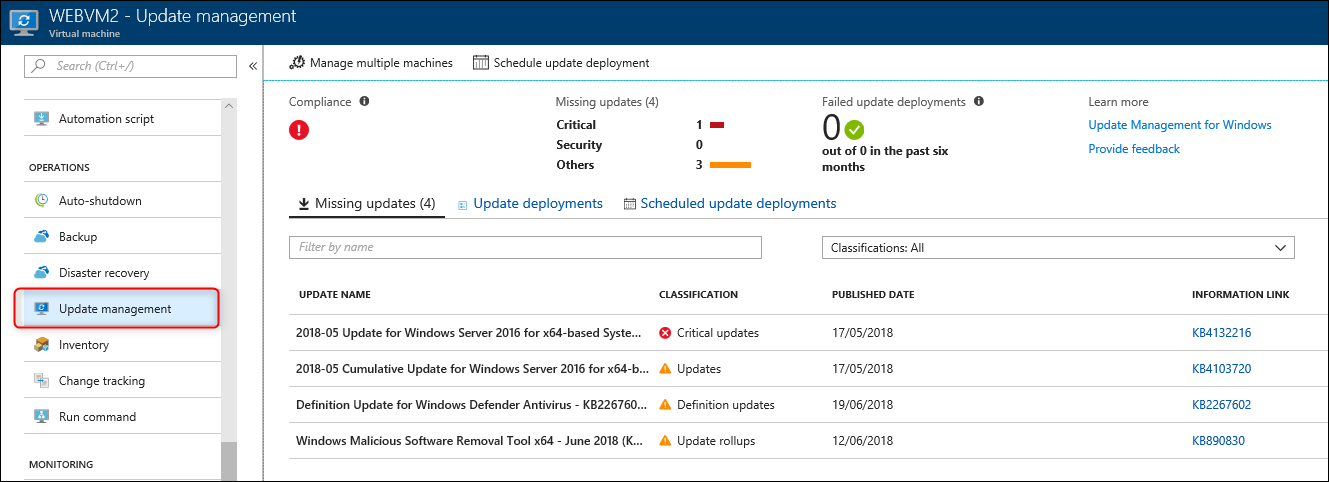 WEBVM2 - Update management
Virtual machine
Search (Ctrl+/)
«
Automation script
OPERATIONS
Auto-shutdown
Backup
Disaster recovery
Update management
Inventory
Change tracking
Run command
MONITORING
Manage multiple machines Schedule update deployment
Compliance
Missing updates (4)
Critical 1
Security 0
Others 3
Failed update deployments
0
out of 0 in the past six
months
Learn more
Update Management for Windows
Provide feedback
Missing updates (4) Update deployments Scheduled update deployments
Filter by name Classifications: All
UPDATE NAME CLASSIFICATION PUBLISHED DATE INFORMATION LINK
2018-05 Update for Windows Server 2016 for x64-based Syste... Critical updates 17/05/2018 KB4132216
2018-05 Cumulative Update for Windows Server 2016 for x64-b... Updates 17/05/2018 KB4103720
Definition Update for Windows Defender Antivirus - KB226760... Definition updates 19/06/2018 KB2267602
Windows Malicious Software Removal Tool x64 - June 2018 (K... Update rollups 12/06/2018 KB890830